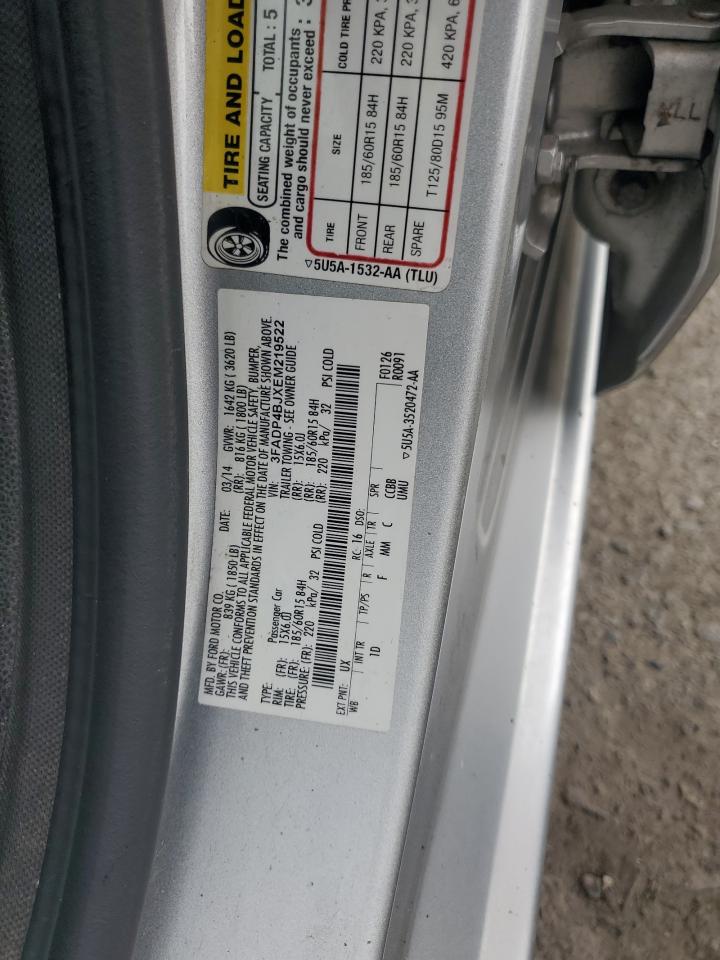 TIRE AND LOAD
SEATING CAPACITY TOTAL : 5
The combined weight of occupants
and cargo should never exceed :
TIRE SIZE COLD TIRE PR
FRONT 185/60R15 84H 220 KPA,
REAR 185/60R15 84H 220 KPA,
SPARE T125/80D15 95M 420 KPA, 6
5U5A-1532-AA (TLU)
MFD. BY FORD MOTOR CO.
DATE: 03/14 GVWR: 1642 KG ( 3620 LB)
GAWR: (FR): 839 KG ( 1850 LB) (RR): 816 KG ( 1800 LB)
THIS VEHICLE CONFORMS TO ALL APPLICABLE FEDERAL MOTOR VEHICLE SAFETY, BUMPER,
AND THEFT PREVENTION STANDARDS IN EFFECT ON THE DATE OF MANUFACTURE SHOWN ABOVE.
VIN: 3FADP4BJXEM219522
TYPE: Passenger Car TRAILER TOWING - SEE OWNER GUIDE
RIM: (FR): 15X6.0J (RR): 15X6.0J
TIRE: (FR): 185/60R15 84H (RR): 185/60R15 84H
PRESSURE: (FR): 220 kPa/ 32 PSI COLD (RR): 220 kPa/ 32 PSI COLD
EXT PNT: UX RC: 16 DSO: F0126
WB INT TR TP/PS R AXLE TR SPR R0091
1D F MM C CCBB
UMU
5U5A-3520472-AA